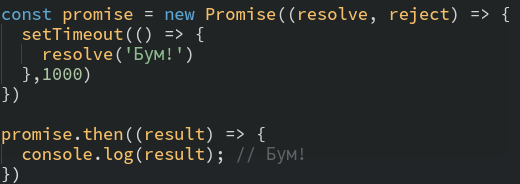 const promise = new Promise((resolve, reject) => {
  setTimeout(() => {
    resolve('Бум!')
  },1000)
})

promise.then((result) => {
  console.log(result); // Бум!
})